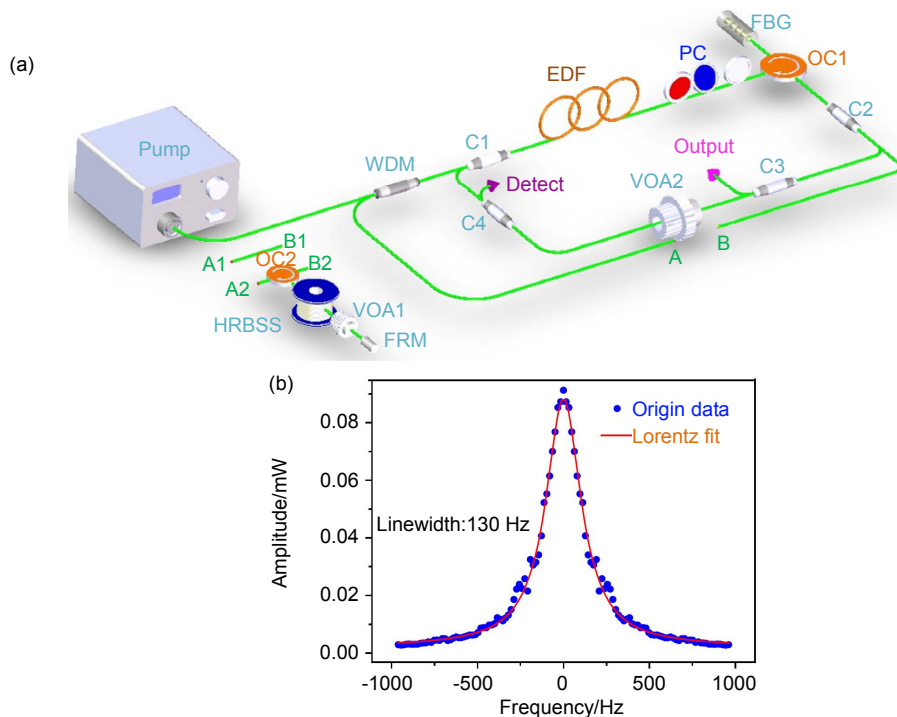 (a)
FBG
OC1
PC
EDF
C2
Pump
C1
WDM
Output
C3
Detect
VOA2
C4
B1
A1
OC2
B2
A2
A
B
VOA1
HRBSS
FRM
(b)
0.08
0.06
0.04
0.02
0.00
Amplitude/mW
Origin data
Lorentz fit
Linewidth:130 Hz
-1000
-500
0
500
1000
Frequency/Hz